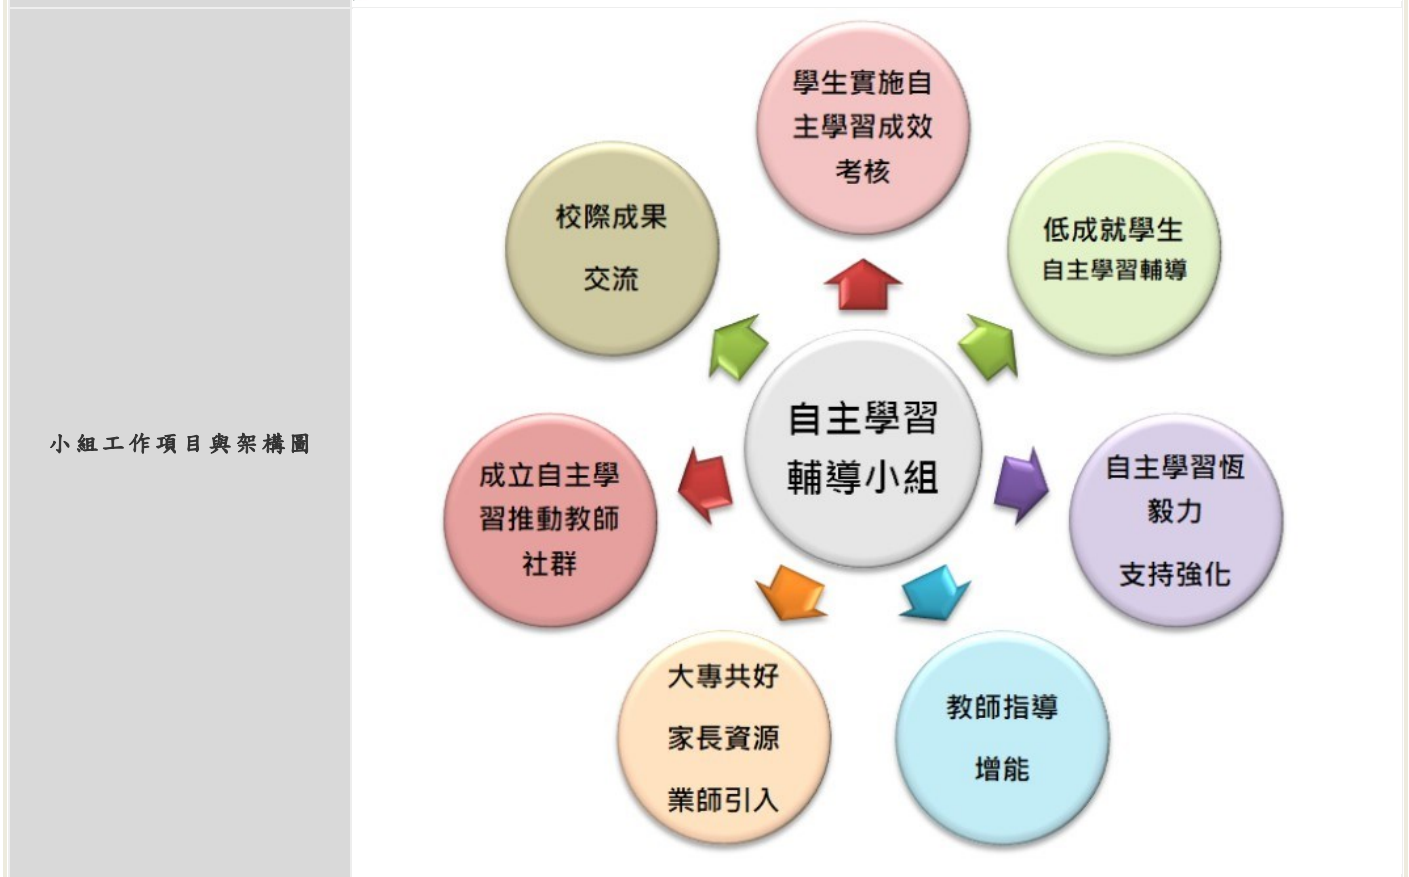 小組工作項目與架構圖
學生實施自
主學習成效
考核
低成就學生
自主學習輔導
自主學習恆
毅力
支持強化
教師指導
增能
大專共好
家長資源
業師引入
成立自主學
習推動教師
社群
校際成果
交流
自主學習
輔導小組